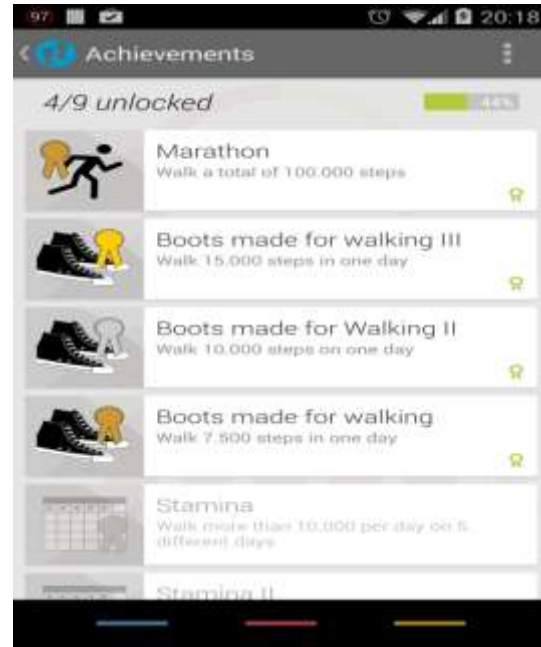 97
20:18
Achievements
4/9 unlocked
44%
Marathon
Walk a total of 100.000 steps
Boots made for walking III
Walk 15.000 steps in one day
Boots made for Walking II
Walk 10.000 steps on one day
Boots made for walking
Walk 7.500 steps in one day
Stamina
Walk more than 10.000 per day on 5
different days
Stamina II